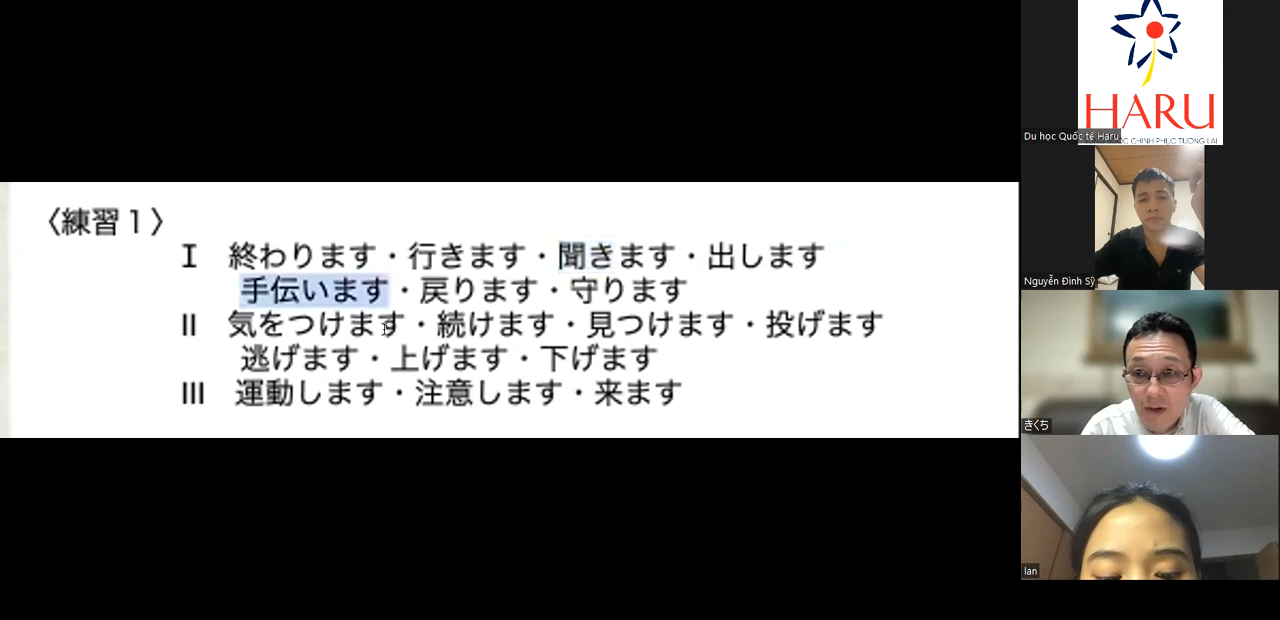 〈練習１〉
Ⅰ 終わります・行きます・聞きます・出します
手伝います・戻ります・守ります
Ⅱ 気をつけます・続けます・見つけます・投げます
逃げます・上げます・下げます
Ⅲ 運動します・注意します・来ます
HARU
CHINH PHỤC TƯƠNG LAI
Du học Quốc tế Haru
Nguyễn Đình Sỹ
きくち
lan